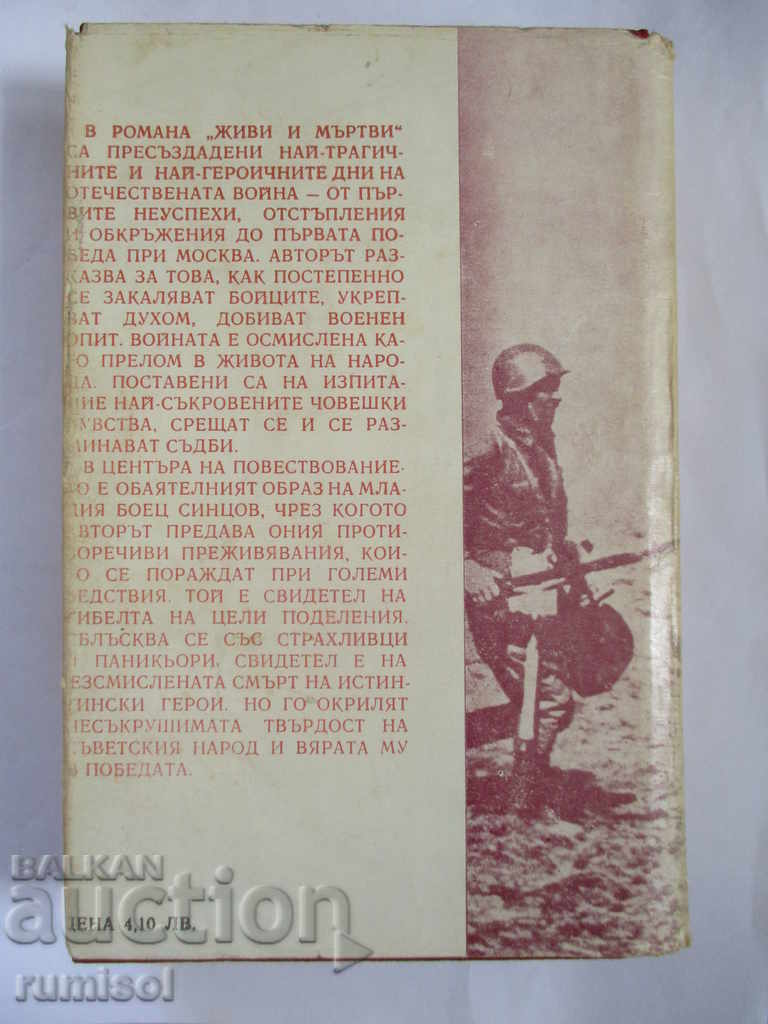 В РОМАНА „ЖИВИ И МЪРТВИ“
СА ПРЕСЪЗДАДЕНИ НАЙ-ТРАГИЧ-
НИТЕ И НАЙ-ГЕРОИЧНИТЕ ДНИ НА
ОТЕЧЕСТВЕНАТА ВОЙНА – ОТ ПЪР-
ВИТЕ НЕУСПЕХИ, ОТСТЪПЛЕНИЯ
И ОБКРЪЖЕНИЯ ДО ПЪРВАТА ПО-
БЕДА ПРИ МОСКВА. АВТОРЪТ РАЗ-
КАЗВА ЗА ТОВА, КАК ПОСТЕПЕННО
СЕ ЗАКАЛЯВАТ БОЙЦИТЕ, УКРЕП-
ВАТ ДУХОМ, ДОБИВАТ ВОЕНЕН
ОПИТ. ВОЙНАТА Е ОСМИСЛЕНА КА-
ТО ПРЕЛОМ В ЖИВОТА НА НАРО-
ДА. ПОСТАВЕНИ СА НА ИЗПИТА-
НИЕ НАЙ-СЪКРОВЕНИТЕ ЧОВЕШКИ
ЧУВСТВА, СРЕЩАТ СЕ И СЕ РАЗ-
МИНАВАТ СЪДБИ.
В ЦЕНТЪРА НА ПОВЕСТВОВАНИЕ-
ТО Е ОБАЯТЕЛНИЯТ ОБРАЗ НА МЛА-
ДИЯ БОЕЦ СИНЦОВ, ЧРЕЗ КОГОТО
АВТОРЪТ ПРЕДАВА ОНИЯ ПРОТИ-
ВОРЕЧИВИ ПРЕЖИВЯВАНИЯ, КОИ-
ТО СЕ ПОРАЖДАТ ПРИ ГОЛЕМИ
БЕДСТВИЯ. ТОЙ Е СВИДЕТЕЛ НА
ГИБЕЛТА НА ЦЕЛИ ПОДЕЛЕНИЯ.
СБЛЪСКВА СЕ СЪС СТРАХЛИВЦИ
И ПАНИКЬОРИ, СВИДЕТЕЛ Е НА
БЕЗСМИСЛЕНАТА СМЪРТ НА ИСТИН-
СКИ ГЕРОИ. НО ГО ОКРИЛЯТ
НЕСЪКРУШИМАТА ТВЪРДОСТ НА
СЪВЕТСКИЯ НАРОД И ВЯРАТА МУ
В ПОБЕДАТА.
ЦЕНА 4,10 ЛВ.
BALKAN
auction
rumisol